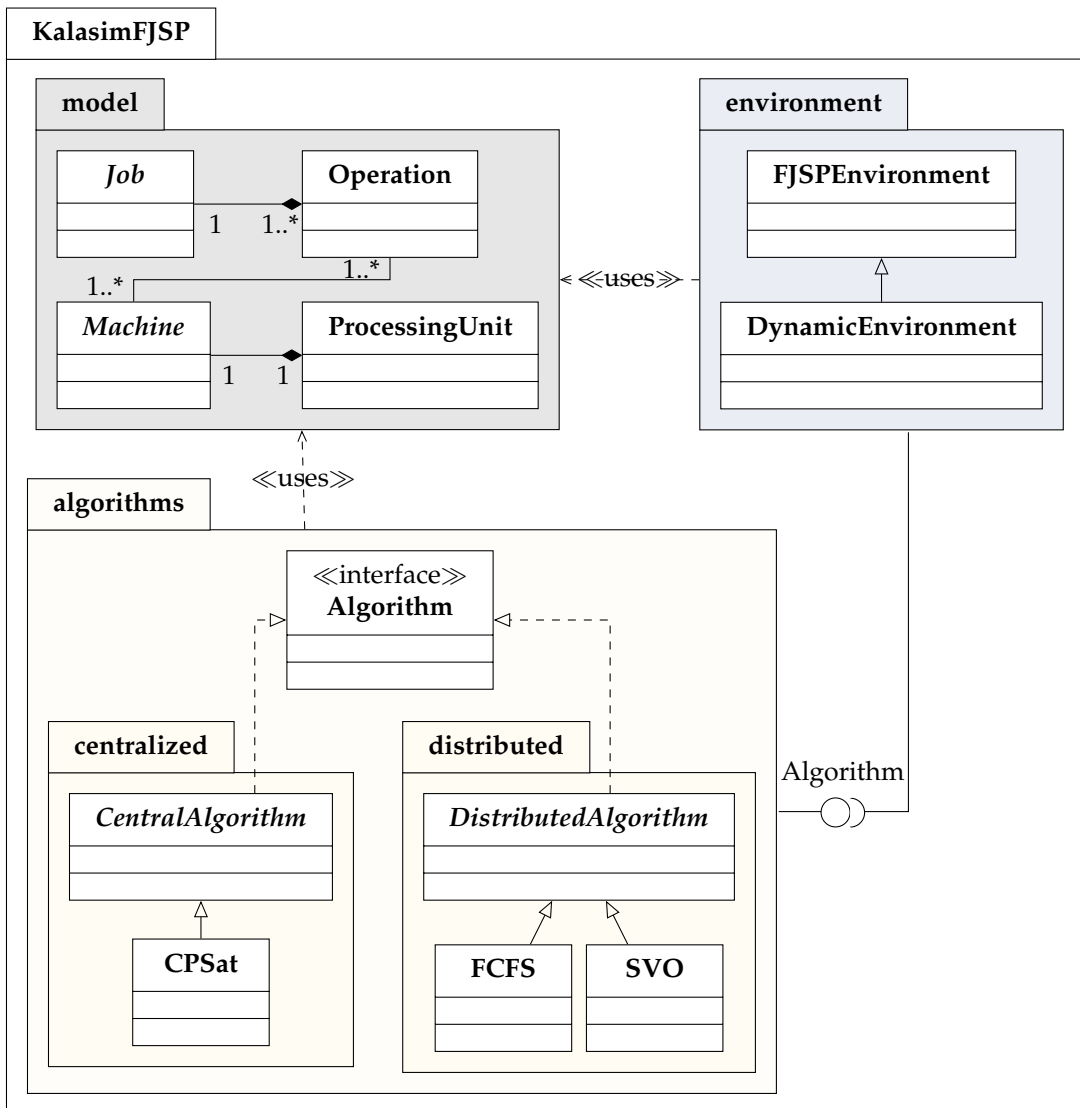 KalasimFJSP
model
environment
Job
Operation
FJSPEnvironment
1
1..*
1..*
1..*
≪uses≫
Machine
ProcessingUnit
DynamicEnvironment
1
1
≪uses≫
algorithms
≪interface≫
Algorithm
centralized
distributed
Algorithm
CentralAlgorithm
DistributedAlgorithm
CPSat
FCFS
SVO